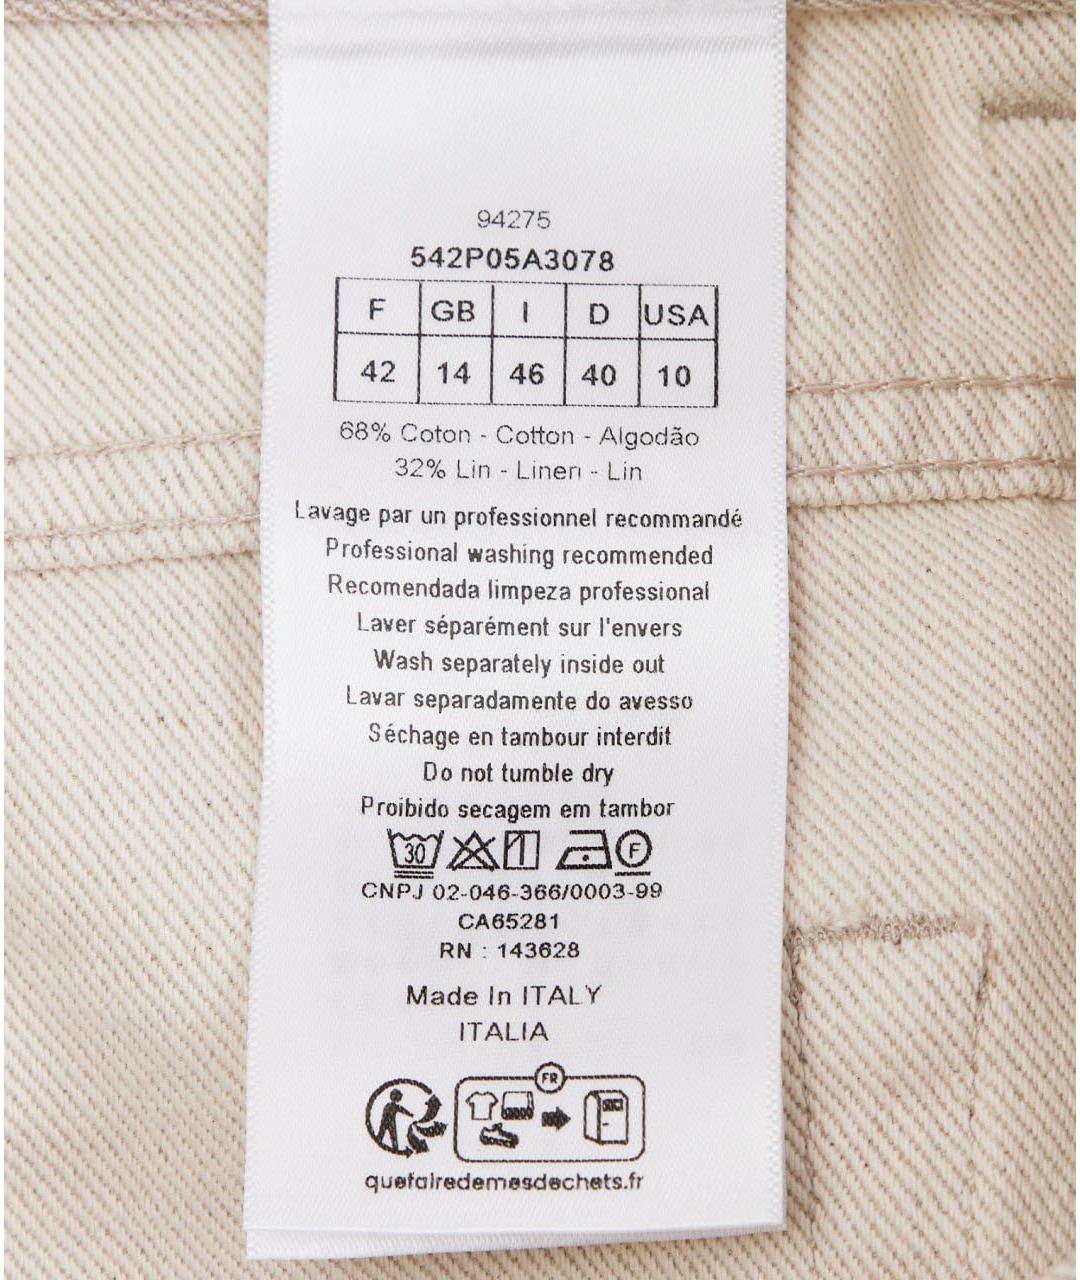 94275
542P05A3078
F GB I D USA
42 14 46 40 10
68% Coton - Cotton - Algodão
32% Lin - Linen - Lin
Lavage par un professionnel recommandé
Professional washing recommended
Recomendada limpeza professional
Laver séparément sur l'envers
Wash separately inside out
Lavar separadamente do avesso
Séchage en tambour interdit
Do not tumble dry
Proibido secagem em tambor
30 F
CNPJ 02-046-366/0003-99
CA65281
RN : 143628
Made In ITALY
ITALIA
FR
quefairedemesdechets.fr